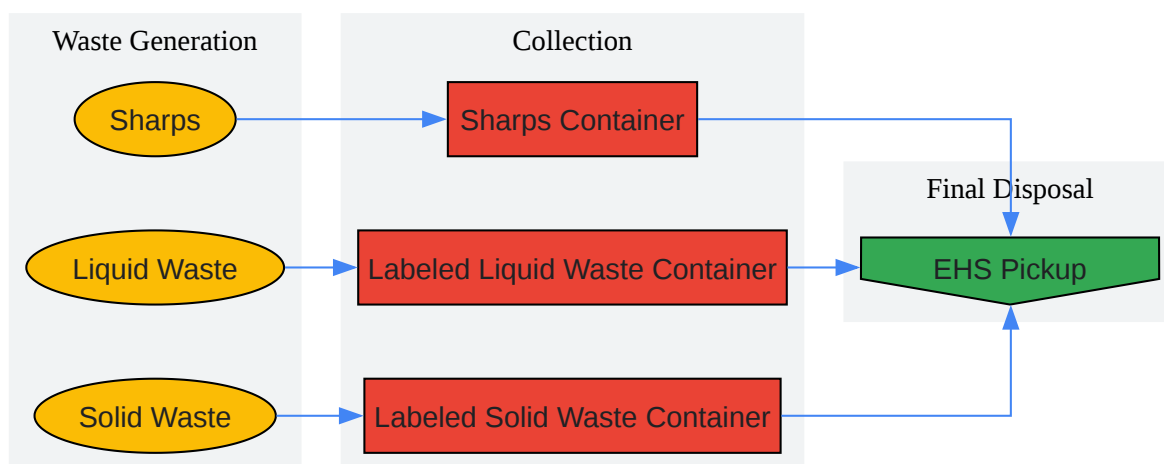 Waste Generation
Collection
Sharps
Sharps Container
Final Disposal
Liquid Waste
Labeled Liquid Waste Container
EHS Pickup
Solid Waste
Labeled Solid Waste Container